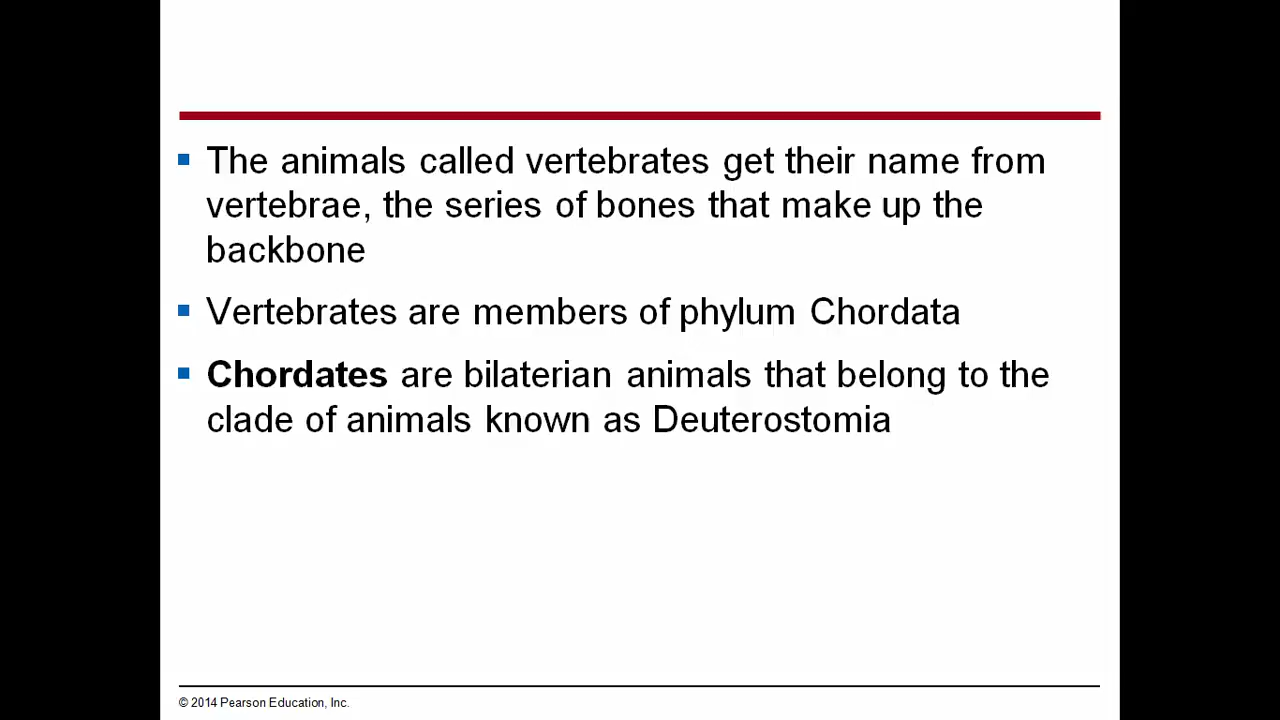 The animals called vertebrates get their name from
vertebrae, the series of bones that make up the
backbone
Vertebrates are members of phylum Chordata
Chordates are bilaterian animals that belong to the
clade of animals known as Deuterostomia
© 2014 Pearson Education, Inc.